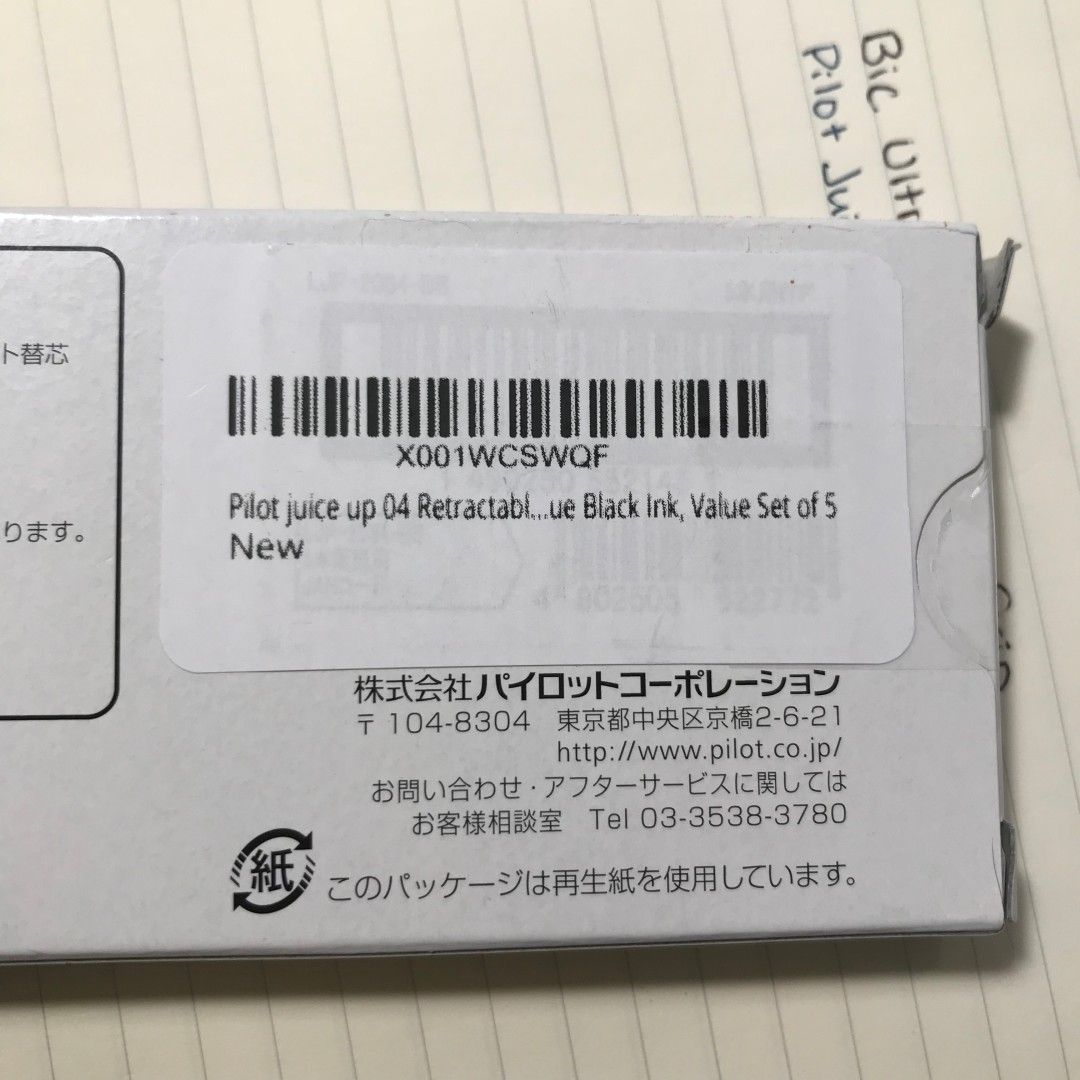 Bic Ultr
Pilot Jui
ト替芯
ります。
X001WCSWQF
Pilot juice up 04 Retractabl...ue Black Ink, Value Set of 5
New
株式会社パイロットコーポレーション
〒104-8304 東京都中央区京橋2-6-21
http://www.pilot.co.jp/
お問い合わせ・アフターサービスに関しては
お客様相談室 Tel 03-3538-3780
紙
このパッケージは再生紙を使用しています。